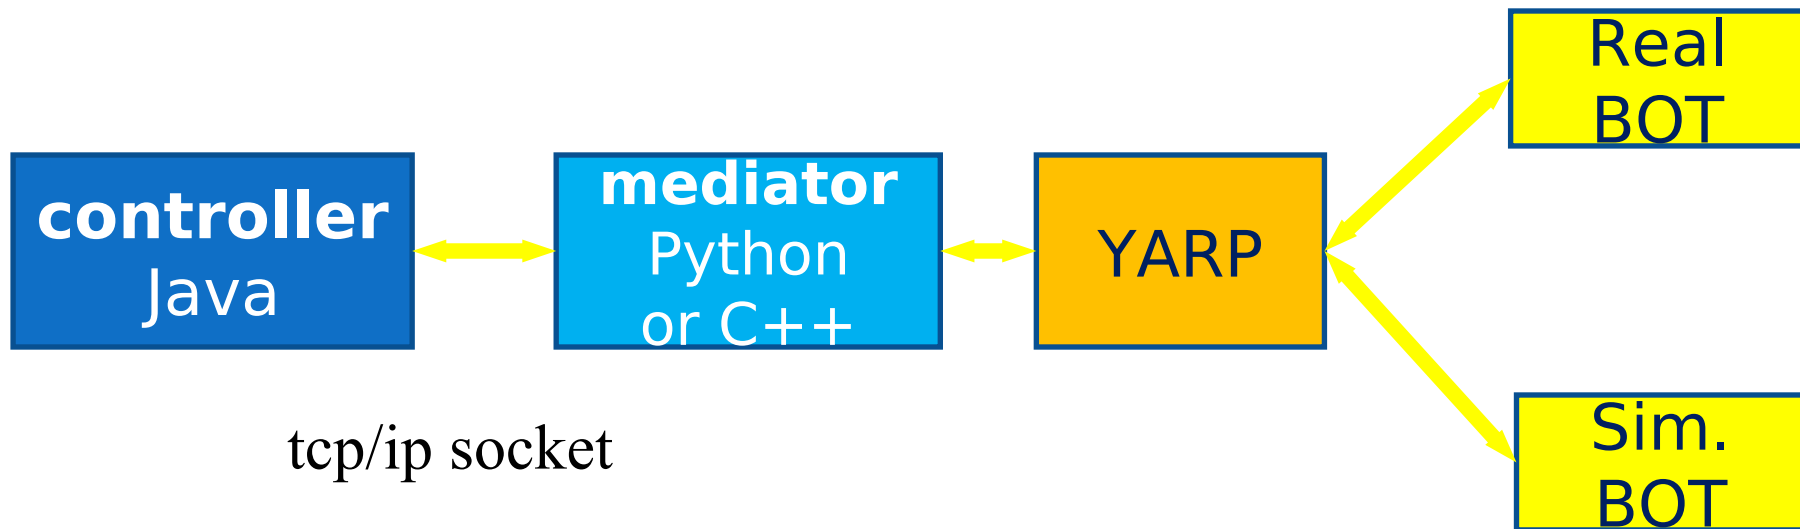 controller
Java
mediator
Python
or C++
YARP
Real
BOT
Sim.
BOT
tcp/ip socket